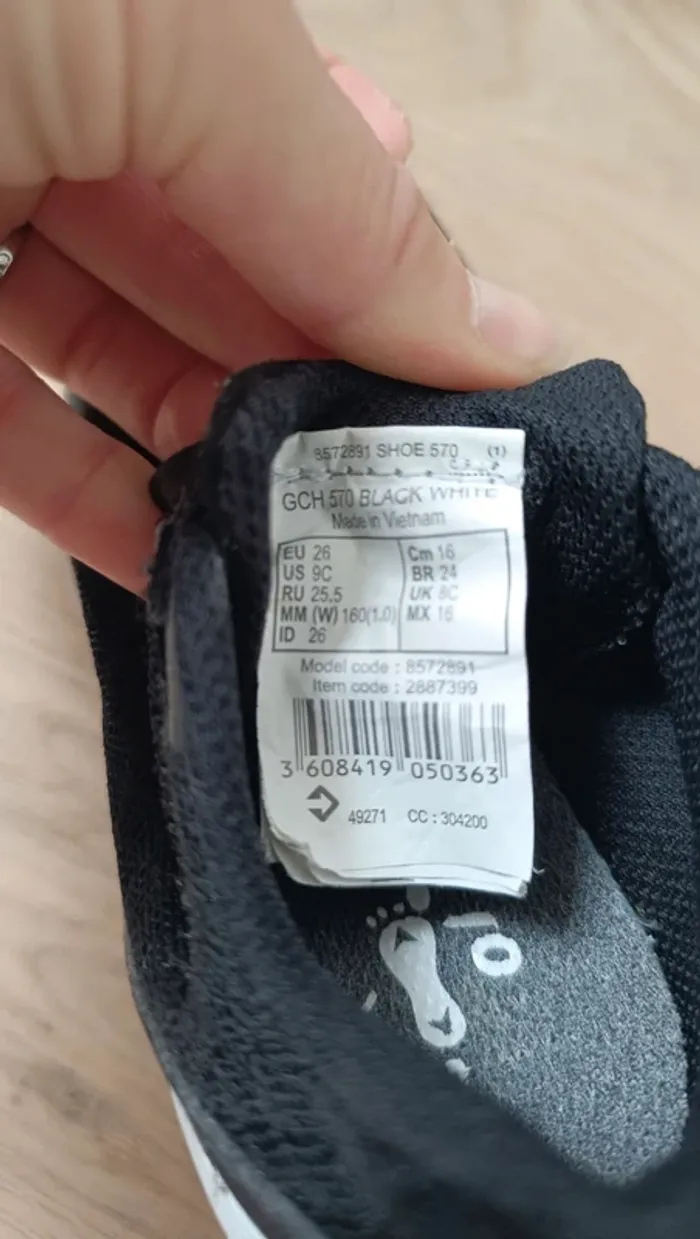 8572891 SHOE 570 (1)
GCH 570 BLACK WHITE
Made in Vietnam
EU 26 Cm 16
US 9C BR 24
RU 25.5 UK 8C
MM (W) 160(1.0) MX 16
ID 26
Model code : 8572891
Item code : 2887399
3 608419 050363
49271 CC : 304200